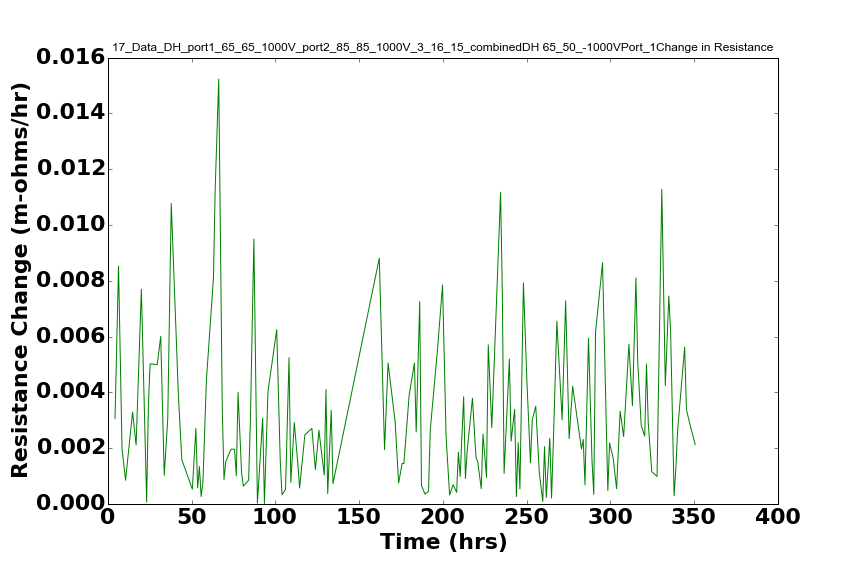 17_Data_DH_port1_65_65_1000V_port2_85_85_1000V_3_16_15_combinedDH 65_50_-1000VPort_1Change in Resistance
0.016
0.014
0.012
0.010
0.008
0.006
0.004
0.002
0.000
Resistance Change (m-ohms/hr)
0 50 100 150 200 250 300 350 400
Time (hrs)